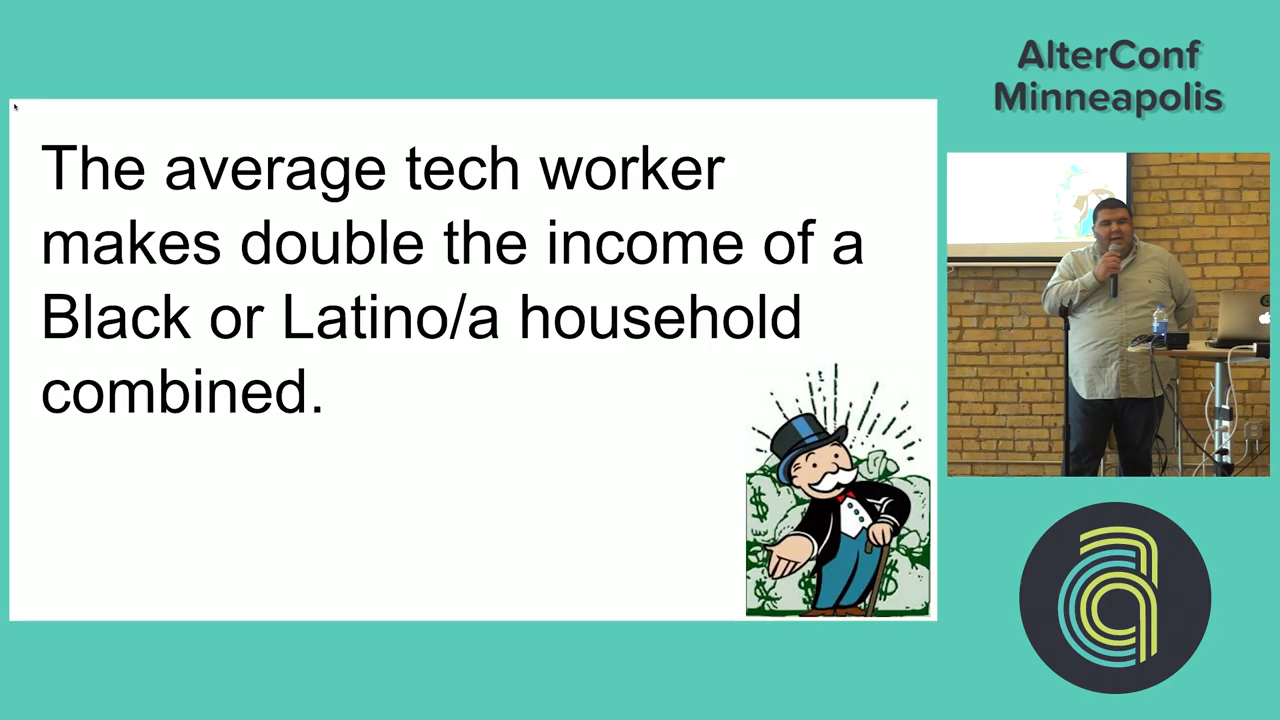 AlterConf
Minneapolis
The average tech worker
makes double the income of a
Black or Latino/a household
combined.
$
$
$